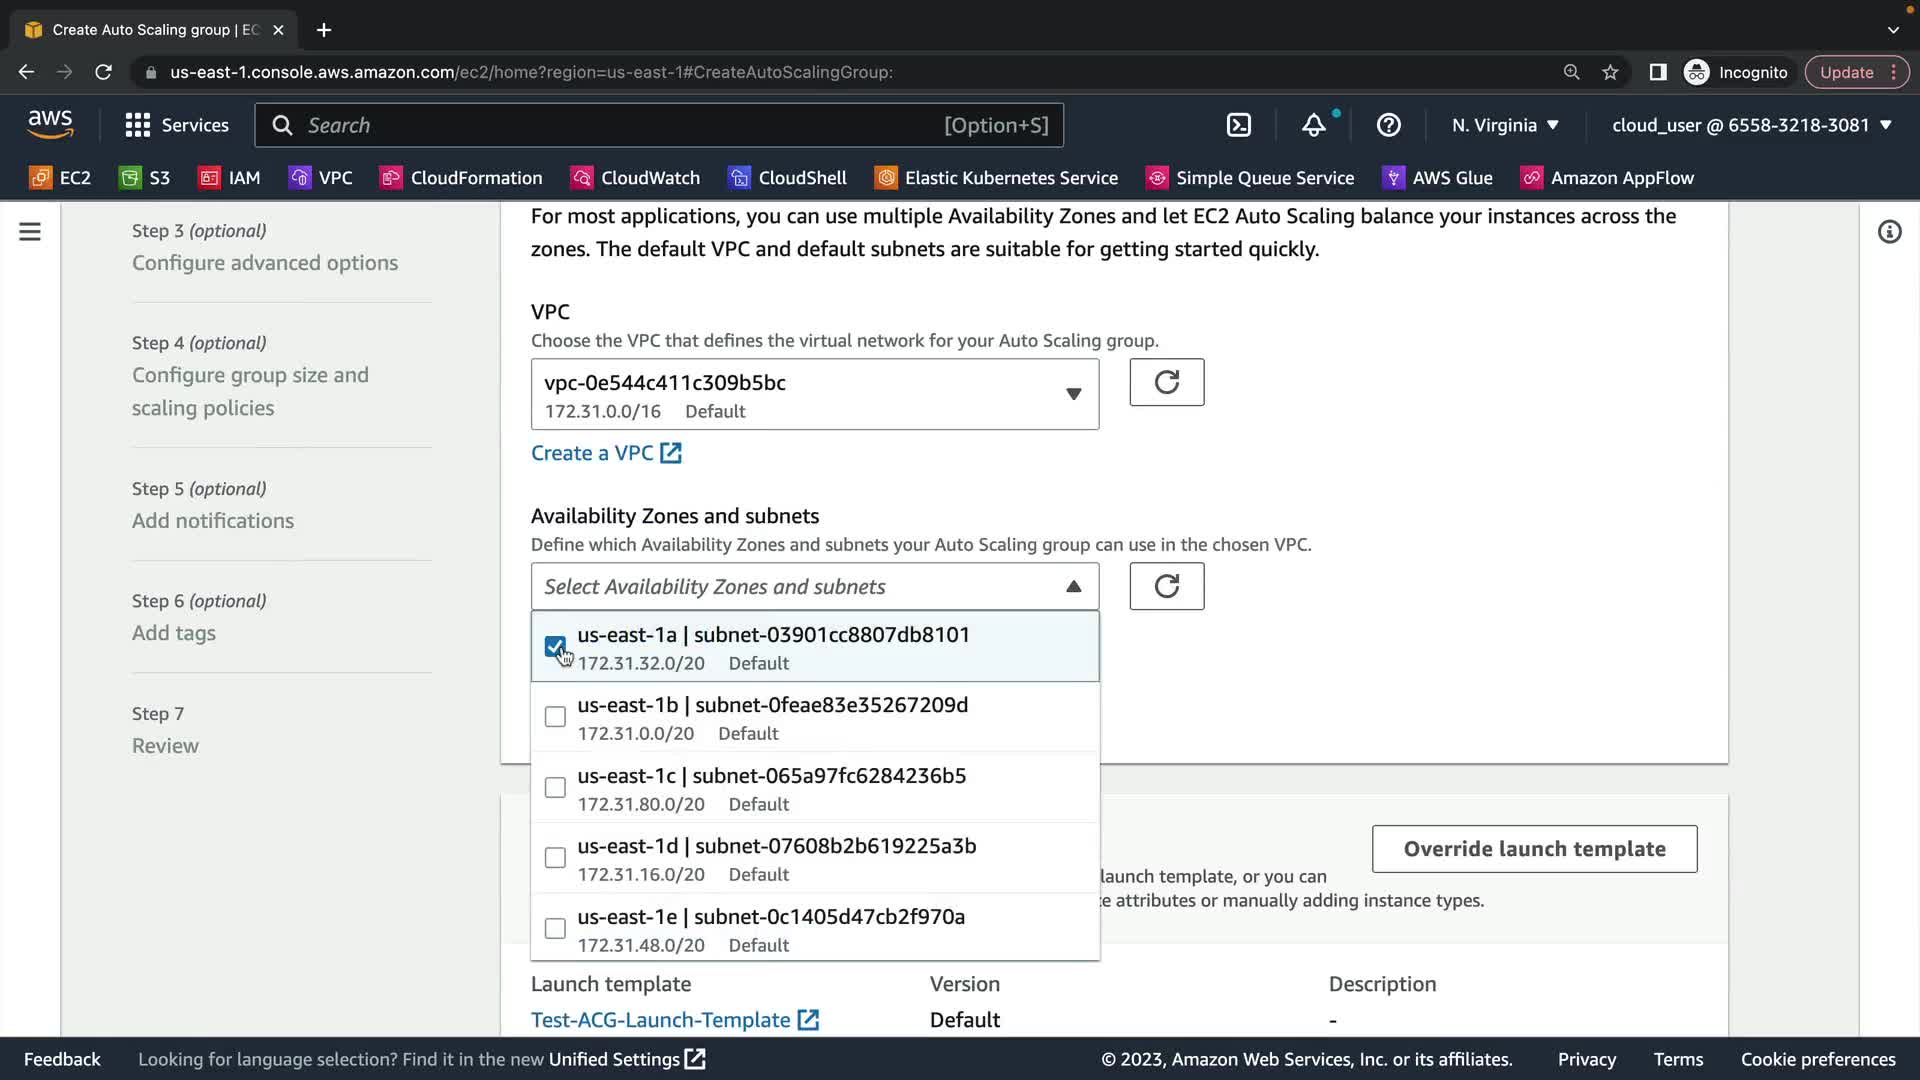 Create Auto Scaling group | EC
us-east-1.console.aws.amazon.com/ec2/home?region=us-east-1#CreateAutoScalingGroup:
Incognito
Update
aws
Services
Search
[Option+S]
N. Virginia
cloud_user @ 6558-3218-3081
EC2
S3
IAM
VPC
CloudFormation
CloudWatch
CloudShell
Elastic Kubernetes Service
Simple Queue Service
AWS Glue
Amazon AppFlow
Step 3 (optional)
Configure advanced options
Step 4 (optional)
Configure group size and
scaling policies
Step 5 (optional)
Add notifications
Step 6 (optional)
Add tags
Step 7
Review
For most applications, you can use multiple Availability Zones and let EC2 Auto Scaling balance your instances across the
zones. The default VPC and default subnets are suitable for getting started quickly.
VPC
Choose the VPC that defines the virtual network for your Auto Scaling group.
vpc-0e544c411c309b5bc
172.31.0.0/16 Default
Create a VPC
Availability Zones and subnets
Define which Availability Zones and subnets your Auto Scaling group can use in the chosen VPC.
Select Availability Zones and subnets
us-east-1a | subnet-03901cc8807db8101
172.31.32.0/20 Default
us-east-1b | subnet-0feae83e35267209d
172.31.0.0/20 Default
us-east-1c | subnet-065a97fc6284236b5
172.31.80.0/20 Default
us-east-1d | subnet-07608b2b619225a3b
172.31.16.0/20 Default
us-east-1e | subnet-0c1405d47cb2f970a
172.31.48.0/20 Default
Override launch template
launch template, or you can
e attributes or manually adding instance types.
Launch template
Version
Description
Test-ACG-Launch-Template
Default
-
Feedback
Looking for language selection? Find it in the new Unified Settings
© 2023, Amazon Web Services, Inc. or its affiliates.
Privacy
Terms
Cookie preferences